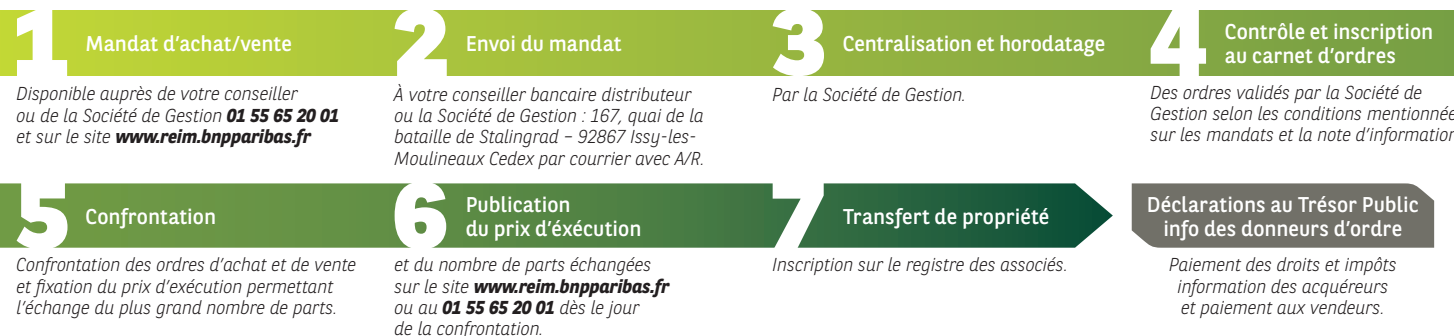 1 Mandat d'achat/vente
Disponible auprès de votre conseiller
ou de la Société de Gestion 01 55 65 20 01
et sur le site www.reim.bnpparibas.fr
2 Envoi du mandat
À votre conseiller bancaire distributeur
ou la Société de Gestion : 167, quai de la
bataille de Stalingrad – 92867 Issy-les-
Moulineaux Cedex par courrier avec A/R.
3 Centralisation et horodatage
Par la Société de Gestion.
4 Contrôle et inscription
au carnet d'ordres
Des ordres validés par la Société de
Gestion selon les conditions mentionnée
sur les mandats et la note d'information
5 Confrontation
Confrontation des ordres d'achat et de vente
et fixation du prix d'exécution permettant
l'échange du plus grand nombre de parts.
6 Publication
du prix d'éxécution
et du nombre de parts échangées
sur le site www.reim.bnpparibas.fr
ou au 01 55 65 20 01 dès le jour
de la confrontation.
7 Transfert de propriété
Inscription sur le registre des associés.
Déclarations au Trésor Public
info des donneurs d'ordre
Paiement des droits et impôts
information des acquéreurs
et paiement aux vendeurs.